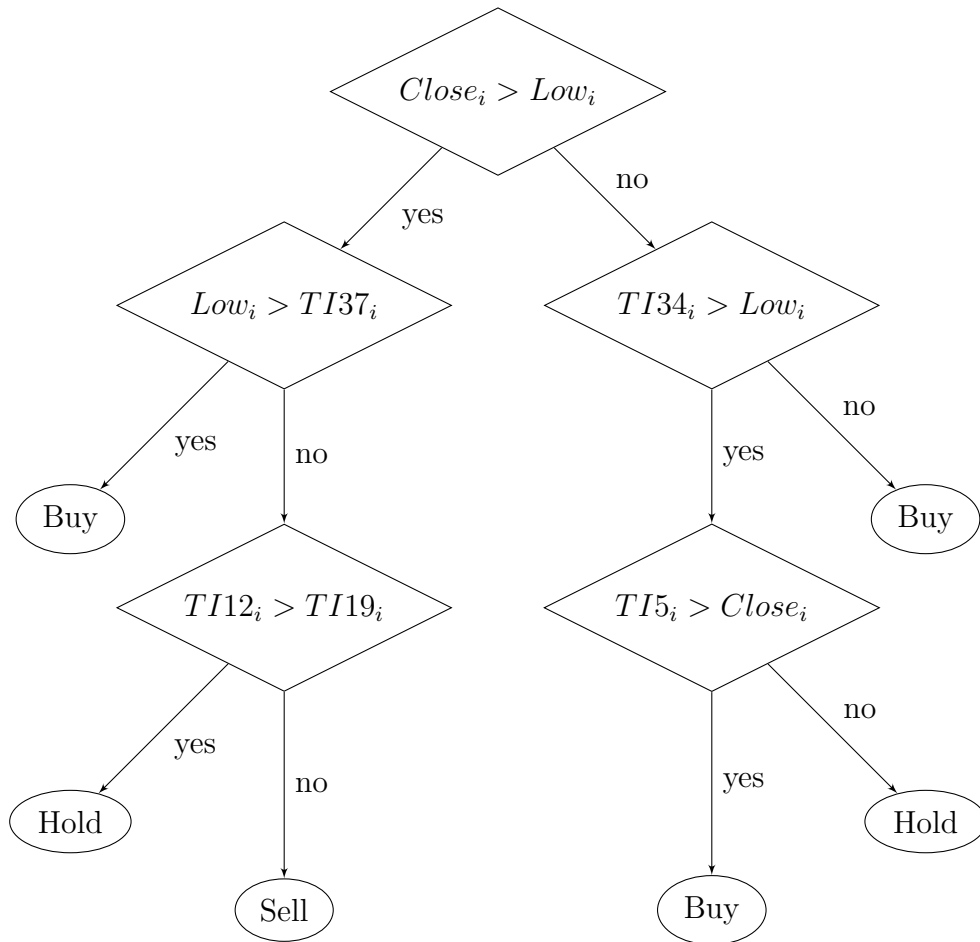 Close_i > Low_i
yes
no
Low_i > TI37_i
TI34_i > Low_i
yes
no
yes
no
Buy
Buy
TI12_i > TI19_i
TI5_i > Close_i
yes
no
yes
no
Hold
Hold
Sell
Buy